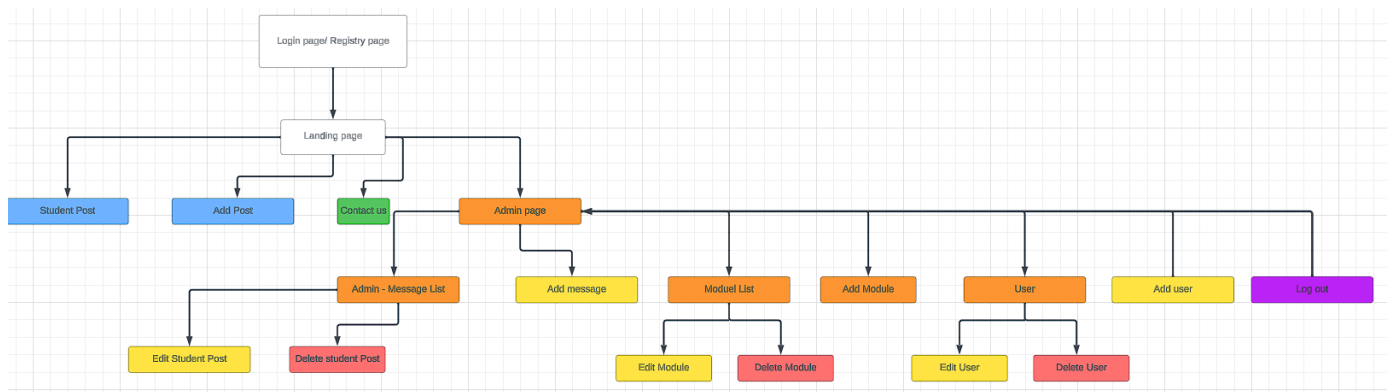 Login page/ Registry page
Landing page
Student Post
Add Post
Contact us
Admin page
Admin - Message List
Add message
Moduel List
Add Module
User
Add user
Log out
Edit Student Post
Delete student Post
Edit Module
Delete Module
Edit User
Delete User